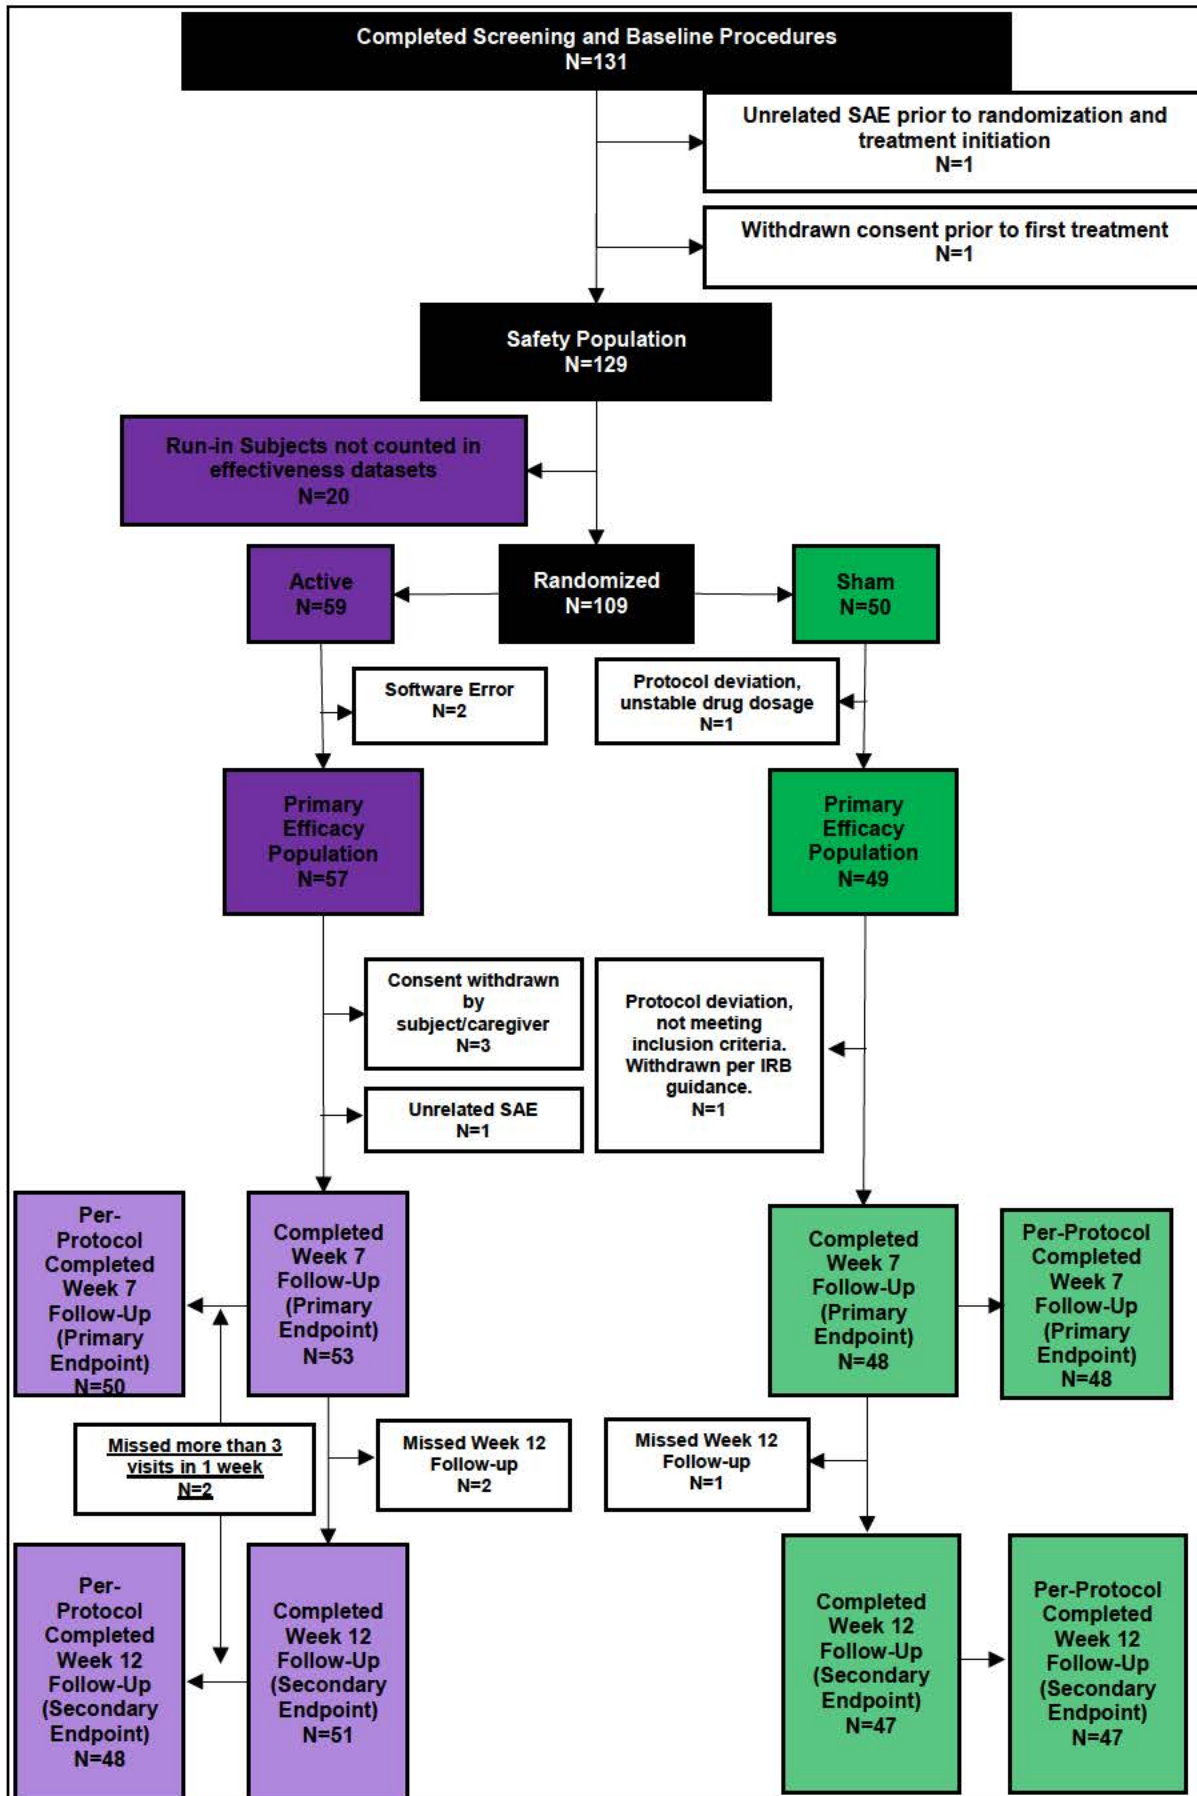 Completed Screening and Baseline Procedures
N=131
Unrelated SAE prior to randomization and
treatment initiation
N=1
Withdrawn consent prior to first treatment
N=1
Safety Population
N=129
Run-in Subjects not counted in
effectiveness datasets
N=20
Active
N=59
Randomized
N=109
Sham
N=50
Software Error
N=2
Protocol deviation,
unstable drug dosage
N=1
Primary
Efficacy
Population
N=57
Primary
Efficacy
Population
N=49
Consent withdrawn
by
subject/caregiver
N=3
Protocol deviation,
not meeting
inclusion criteria.
Withdrawn per IRB
guidance.
N=1
Unrelated SAE
N=1
Per-
Protocol
Completed
Week 7
Follow-Up
(Primary
Endpoint)
N=50
Completed
Week 7
Follow-Up
(Primary
Endpoint)
N=53
Completed
Week 7
Follow-Up
(Primary
Endpoint)
N=48
Per-Protocol
Completed
Week 7
Follow-Up
(Primary
Endpoint)
N=48
Missed more than 3
visits in 1 week
N=2
Missed Week 12
Follow-up
N=2
Missed Week 12
Follow-up
N=1
Per-
Protocol
Completed
Week 12
Follow-Up
(Secondary
Endpoint)
N=48
Completed
Week 12
Follow-Up
(Secondary
Endpoint)
N=51
Completed
Week 12
Follow-Up
(Secondary
Endpoint)
N=47
Per-Protocol
Completed
Week 12
Follow-Up
(Secondary
Endpoint)
N=47